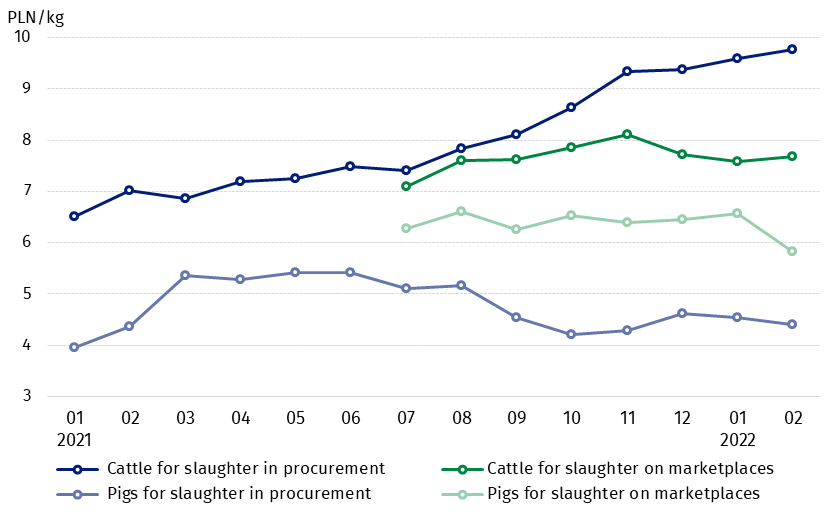 PLN/kg
10
9
8
7
6
5
4
3
01 02 03 04 05 06 07 08 09 10 11 12 01 02
2021 2022
Cattle for slaughter in procurement Cattle for slaughter on marketplaces
Pigs for slaughter in procurement Pigs for slaughter on marketplaces